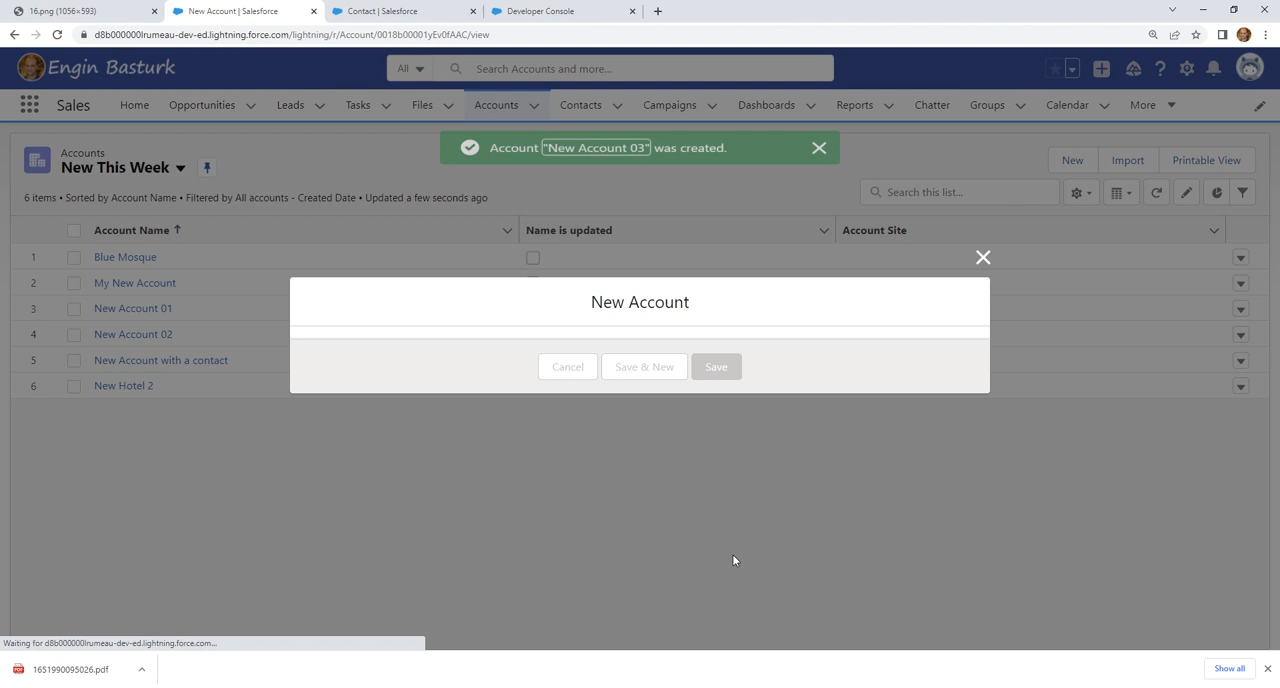 16.png (1056×593)
New Account | Salesforce
Contact | Salesforce
Developer Console
d8b000000lrumeau-dev-ed.lightning.force.com/lightning/r/Account/0018b00001yEv0fAAC/view
Engin Basturk
All
Search Accounts and more...
Sales
Home
Opportunities
Leads
Tasks
Files
Accounts
Contacts
Campaigns
Dashboards
Reports
Chatter
Groups
Calendar
More
Account "New Account 03" was created.
Accounts
New This Week
New
Import
Printable View
6 items • Sorted by Account Name • Filtered by All accounts - Created Date • Updated a few seconds ago
Search this list...
Account Name
Name is updated
Account Site
1 Blue Mosque
2 My New Account
3 New Account 01
4 New Account 02
5 New Account with a contact
6 New Hotel 2
New Account
Cancel
Save & New
Save
Waiting for d8b000000lrumeau-dev-ed.lightning.force.com...
1651990095026.pdf
Show all